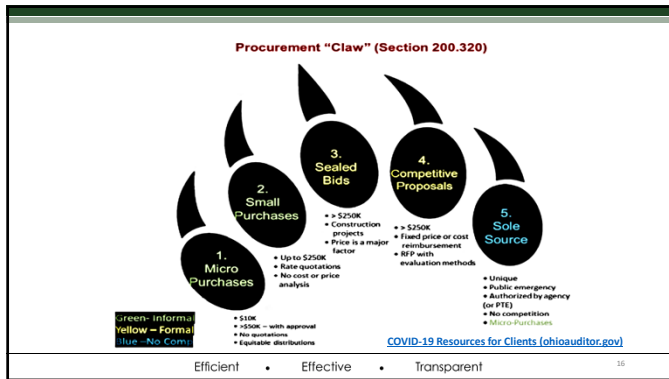 Procurement “Claw” (Section 200.320)
1.
Micro
Purchases
• $10K
• >$50K – with approval
• No quotations
• Equitable distributions
2.
Small
Purchases
• Up to $250K
• Rate quotations
• No cost or price
analysis
3.
Sealed
Bids
• > $250K
• Construction
projects
• Price is a major
factor
4.
Competitive
Proposals
• > $250K
• Fixed price or cost
reimbursement
• RFP with
evaluation methods
5.
Sole
Source
• Unique
• Public emergency
• Authorized by agency
(or PTE)
• No competition
• Micro-Purchases
Green- Informal
Yellow – Formal
Blue –No Comp
COVID-19 Resources for Clients (ohioauditor.gov)
Efficient • Effective • Transparent
16